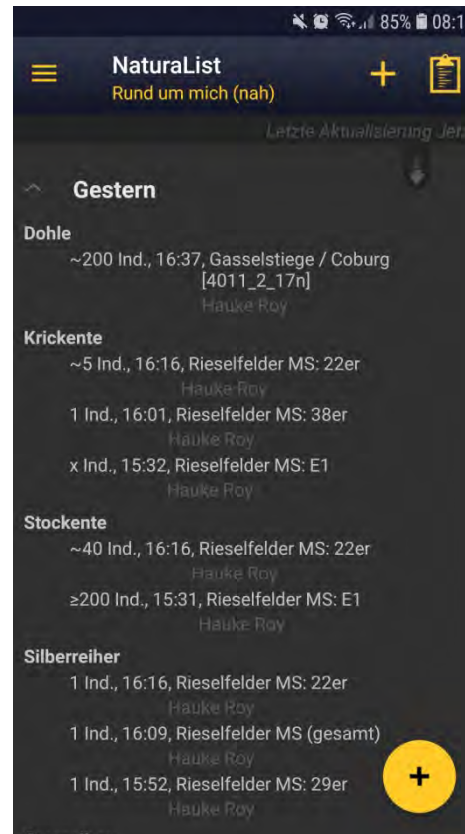 85% 08:1
NaturaList
Rund um mich (nah)
Letzte Aktualisierung Jet
Gestern
Dohle
~200 Ind., 16:37, Gasselstiege / Coburg
[4011_2_17n]
Hauke Roy
Krickente
~5 Ind., 16:16, Rieselfelder MS: 22er
Hauke Roy
1 Ind., 16:01, Rieselfelder MS: 38er
Hauke Roy
x Ind., 15:32, Rieselfelder MS: E1
Hauke Roy
Stockente
~40 Ind., 16:16, Rieselfelder MS: 22er
Hauke Roy
≥200 Ind., 15:31, Rieselfelder MS: E1
Hauke Roy
Silberreiher
1 Ind., 16:16, Rieselfelder MS: 22er
Hauke Roy
1 Ind., 16:09, Rieselfelder MS (gesamt)
Hauke Roy
1 Ind., 15:52, Rieselfelder MS: 29er
Hauke Roy